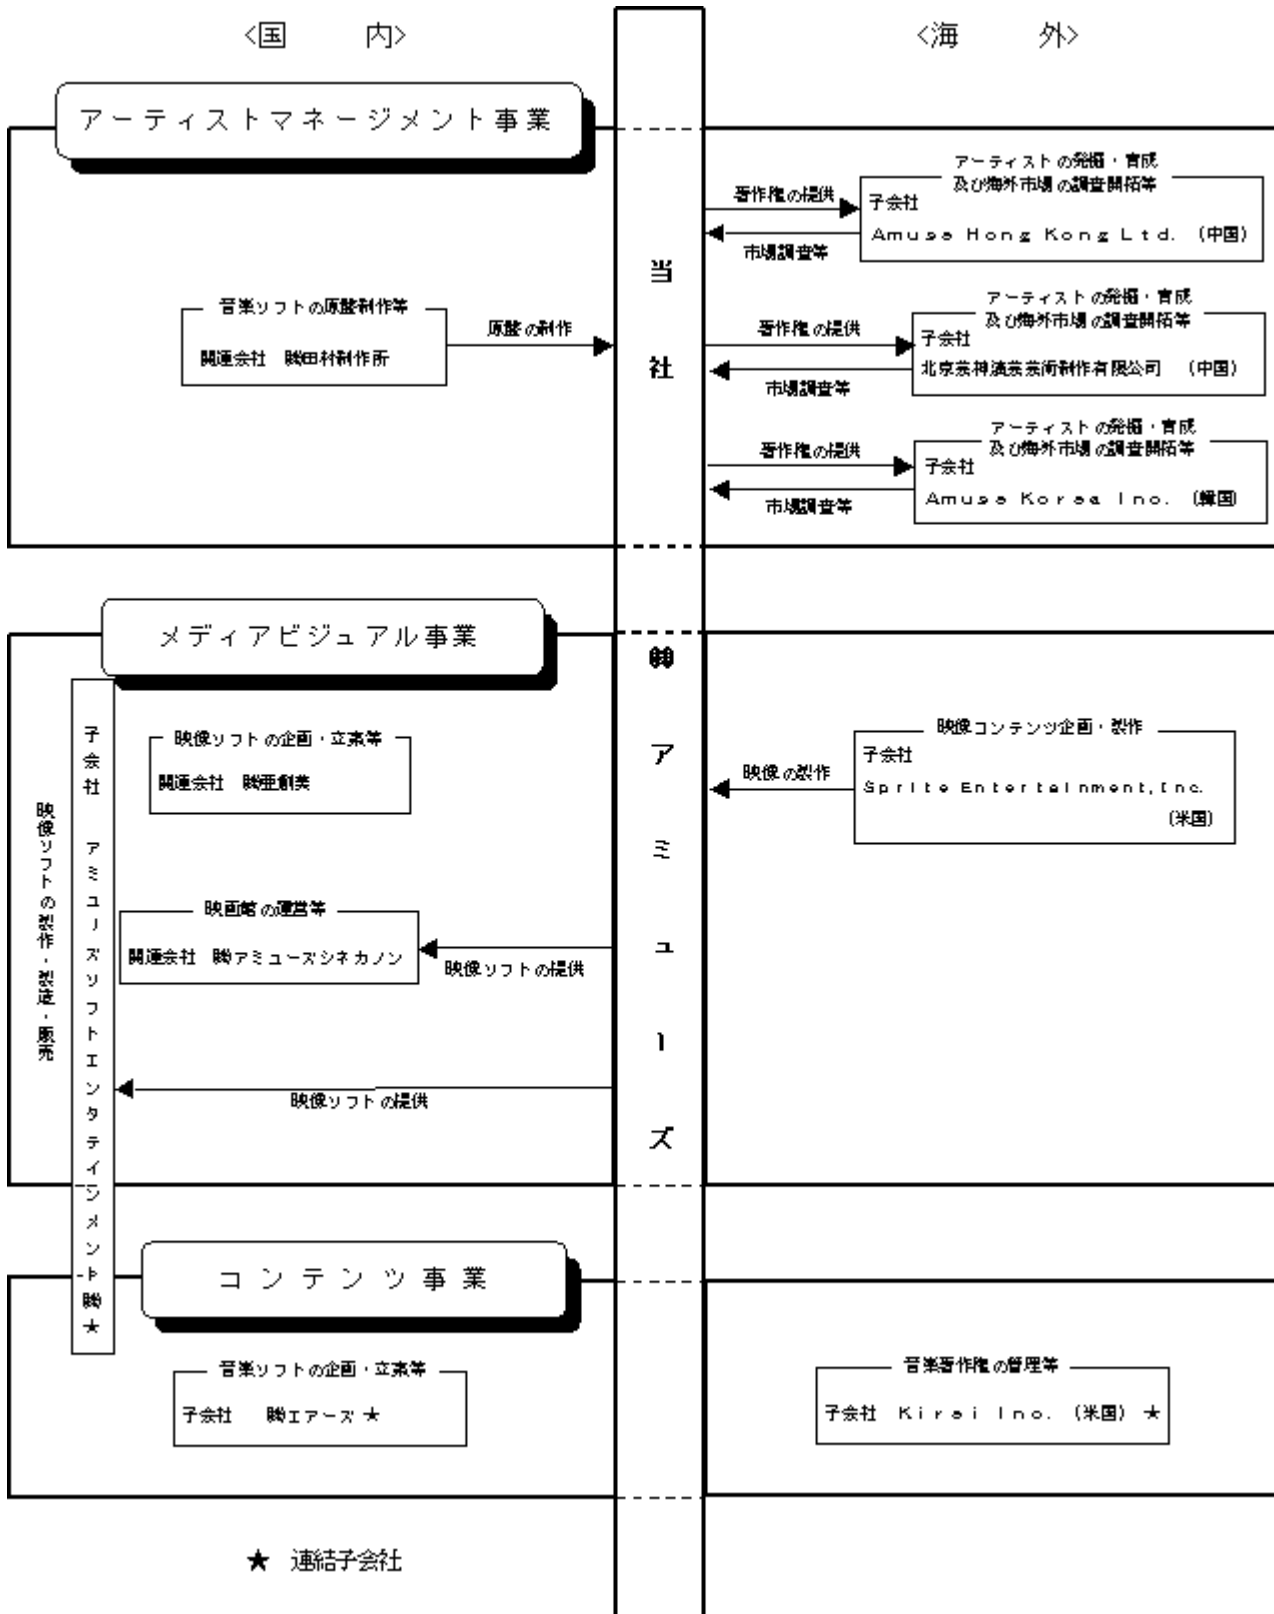 <国　　内>
<海　　外>
アーティストマネージメント事業
アーティストの発掘・育成
及び海外市場の調査開拓等
著作権の提供
子会社
Amuse Hong Kong Ltd. (中国)
市場調査等
音楽ソフトの原盤制作等
関連会社　㈱田村制作所
原盤の制作
アーティストの発掘・育成
及び海外市場の調査開拓等
著作権の提供
子会社
北京芸神演芸芸術制作有限公司　(中国)
市場調査等
アーティストの発掘・育成
及び海外市場の調査開拓等
著作権の提供
子会社
Amuse Korea Inc. (韓国)
市場調査等
当社　㈱アミューズ
メディアビジュアル事業
映像ソフトの製作・製造・販売
子会社　アミューズソフトエンタテインメント㈱★
映像ソフトの企画・立案等
関連会社　㈱亜創美
映像コンテンツ企画・製作
子会社
Sprite Entertainment, Inc.
(米国)
映像の製作
映画館の運営等
関連会社　㈱アミューズシネカノン
映像ソフトの提供
映像ソフトの提供
コンテンツ事業
音楽ソフトの企画・立案等
子会社　㈱エアーズ ★
音楽著作権の管理等
子会社　Kirei Inc. (米国) ★
★　連結子会社